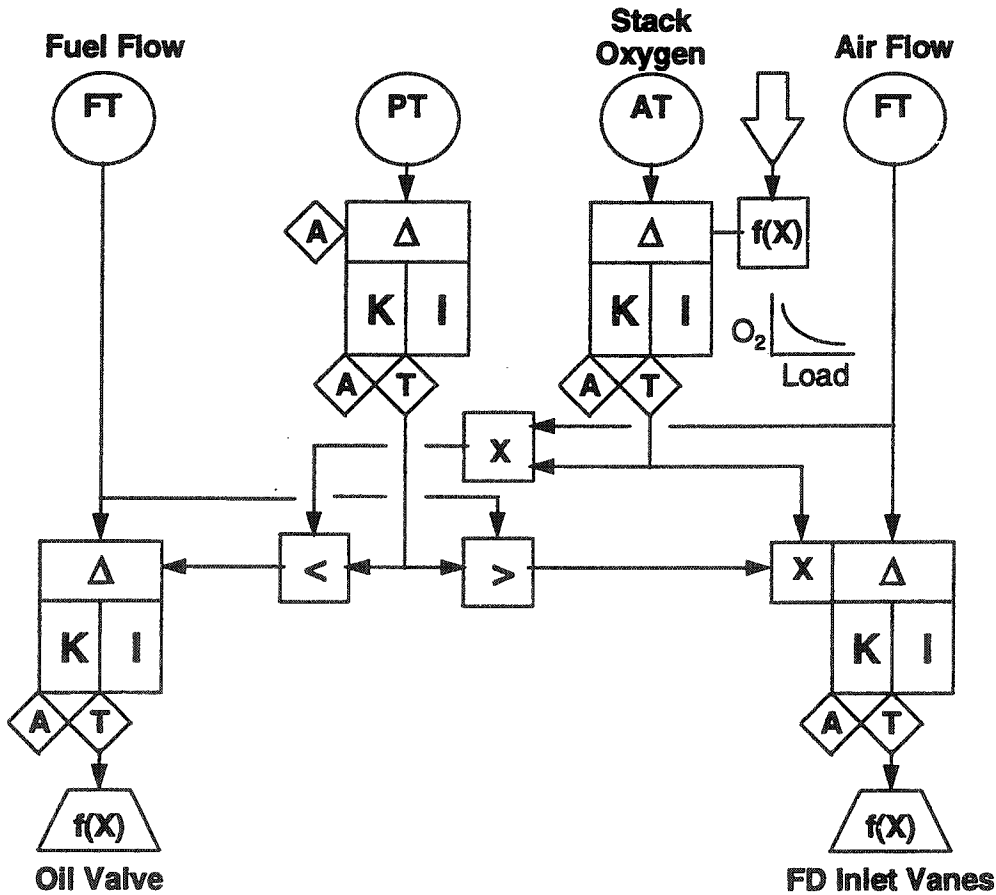 Fuel Flow
Stack
Oxygen
Air Flow
FT
PT
AT
FT
A
Δ
Δ
f(X)
K
I
K
I
O₂
Load
A
T
A
T
X
Δ
<
>
X
Δ
K
I
K
I
A
T
A
T
f(X)
f(X)
Oil Valve
FD Inlet Vanes